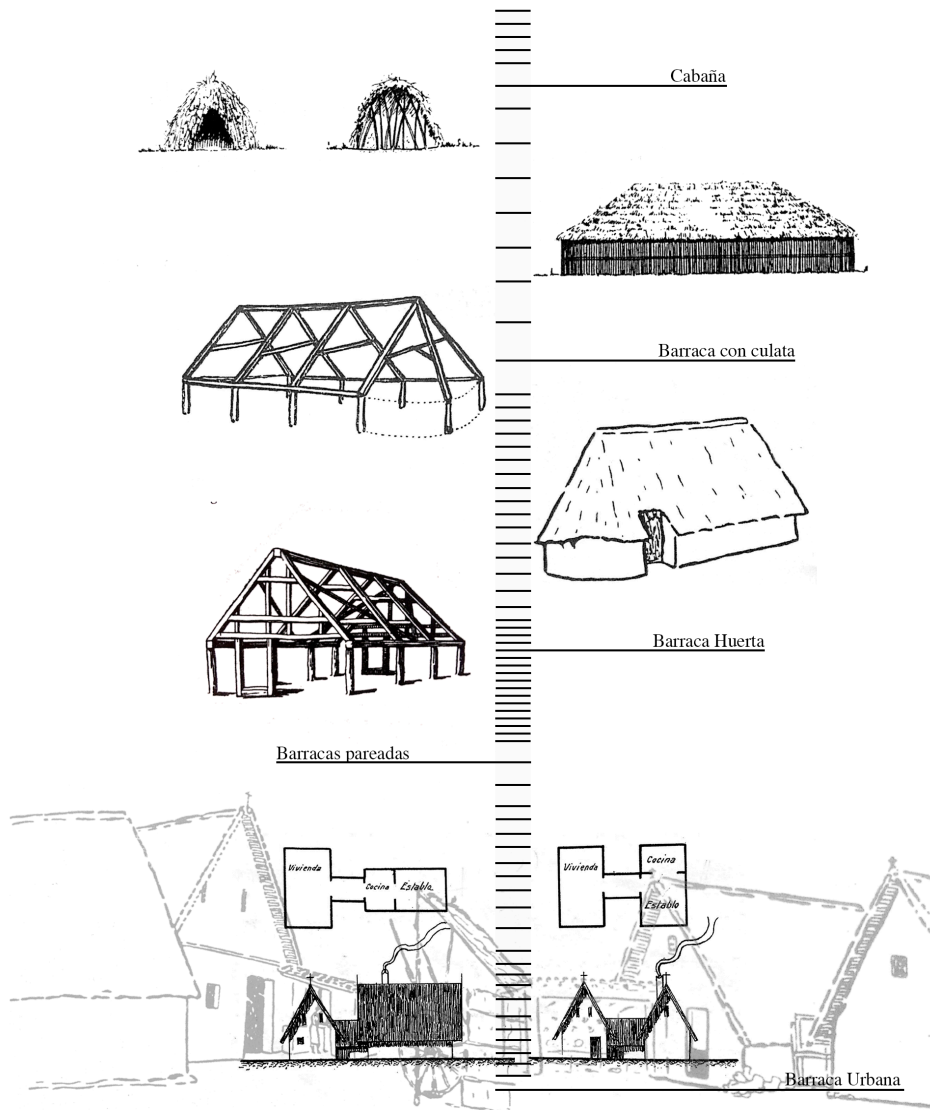 Cabaña
Barraca con culata
Barraca Huerta
Barracas pareadas
Vivienda
Cocina
Establo
Vivienda
Cocina
Establo
Barraca Urbana